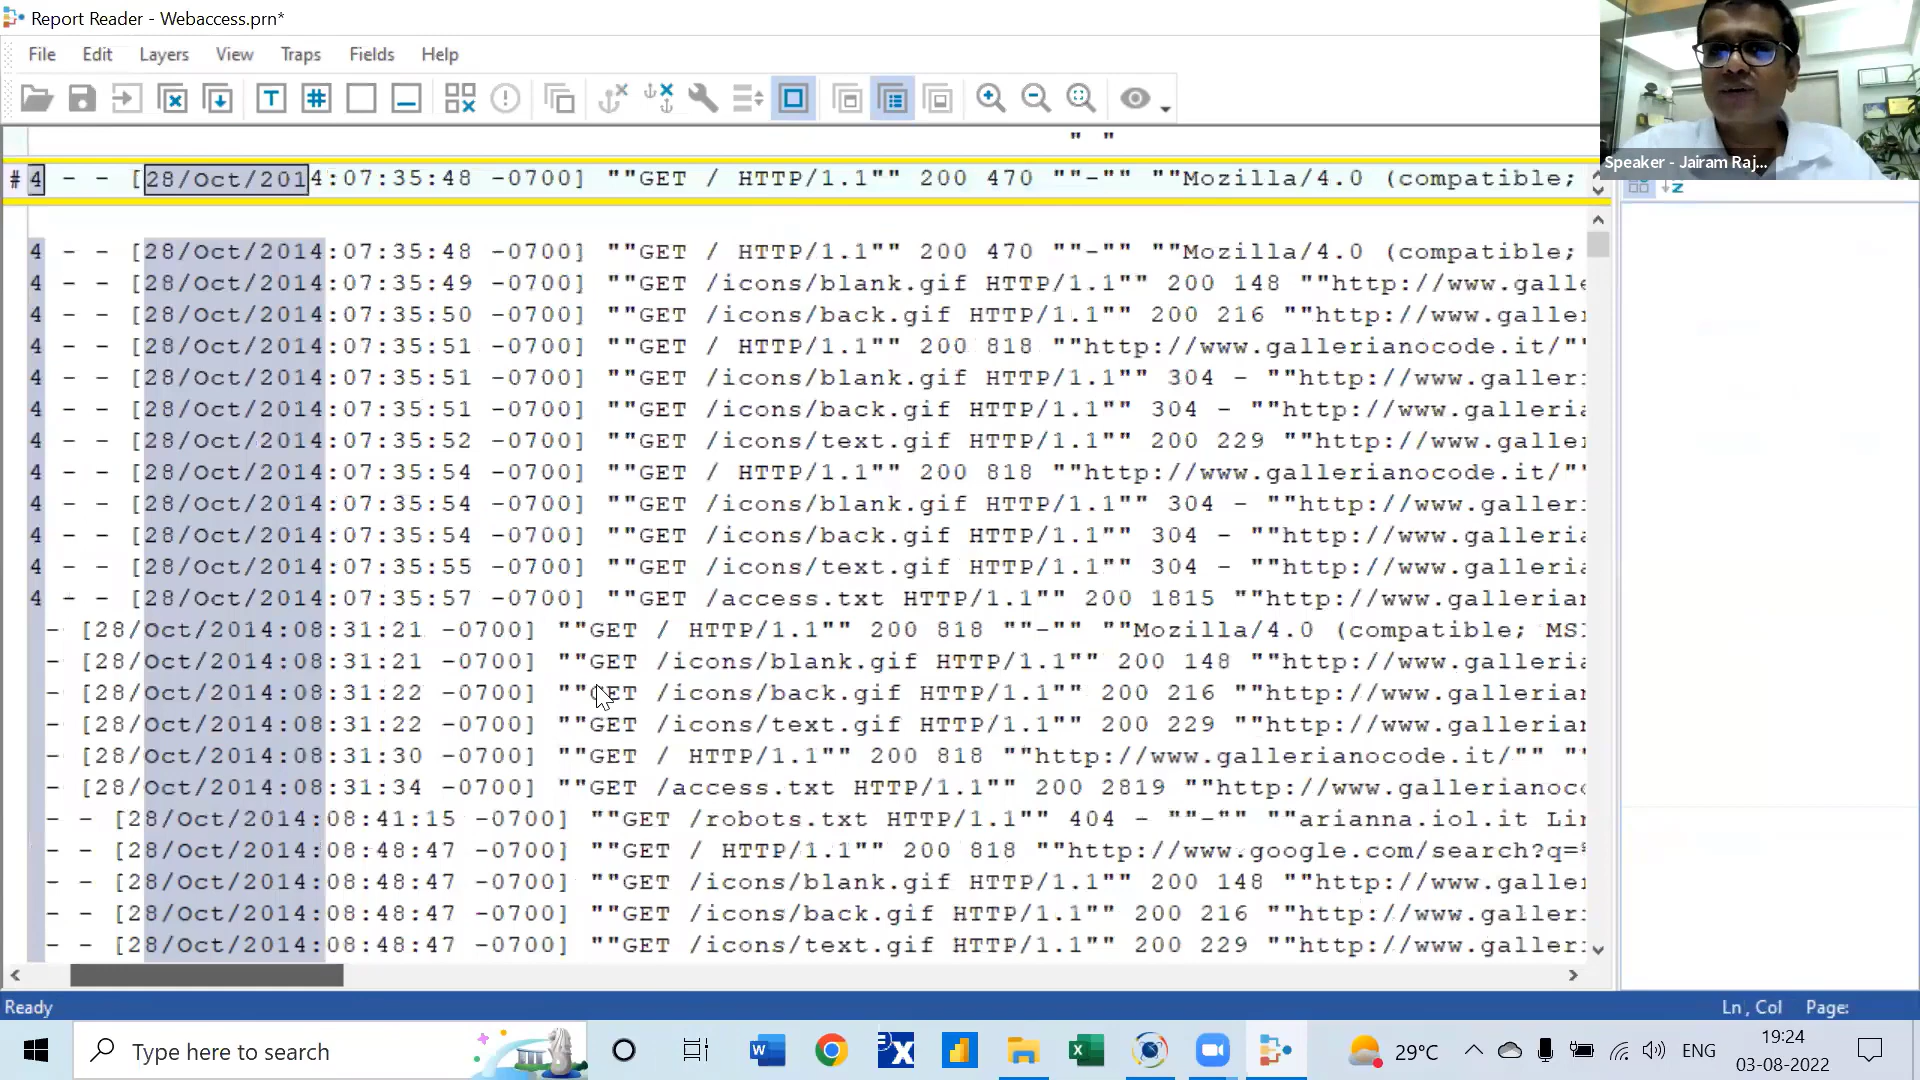 Report Reader - Webaccess.prn*
File Edit Layers View Traps Fields Help
" "
# 4 - - [28/Oct/2014:07:35:48 -0700] ""GET / HTTP/1.1"" 200 470 ""-"" ""Mozilla/4.0 (compatible;
4 - - [28/Oct/2014:07:35:48 -0700] ""GET / HTTP/1.1"" 200 470 ""-"" ""Mozilla/4.0 (compatible;
4 - - [28/Oct/2014:07:35:49 -0700] ""GET /icons/blank.gif HTTP/1.1"" 200 148 ""http://www.galle
4 - - [28/Oct/2014:07:35:50 -0700] ""GET /icons/back.gif HTTP/1.1"" 200 216 ""http://www.galler
4 - - [28/Oct/2014:07:35:51 -0700] ""GET / HTTP/1.1"" 200 818 ""http://www.gallerianocode.it/""
4 - - [28/Oct/2014:07:35:51 -0700] ""GET /icons/blank.gif HTTP/1.1"" 304 - ""http://www.galleri
4 - - [28/Oct/2014:07:35:51 -0700] ""GET /icons/back.gif HTTP/1.1"" 304 - ""http://www.galleria
4 - - [28/Oct/2014:07:35:52 -0700] ""GET /icons/text.gif HTTP/1.1"" 200 229 ""http://www.galler
4 - - [28/Oct/2014:07:35:54 -0700] ""GET / HTTP/1.1"" 200 818 ""http://www.gallerianocode.it/""
4 - - [28/Oct/2014:07:35:54 -0700] ""GET /icons/blank.gif HTTP/1.1"" 304 - ""http://www.galleri
4 - - [28/Oct/2014:07:35:54 -0700] ""GET /icons/back.gif HTTP/1.1"" 304 - ""http://www.galleria
4 - - [28/Oct/2014:07:35:55 -0700] ""GET /icons/text.gif HTTP/1.1"" 304 - ""http://www.galleria
4 - - [28/Oct/2014:07:35:57 -0700] ""GET /access.txt HTTP/1.1"" 200 1815 ""http://www.gallerian
- [28/Oct/2014:08:31:21 -0700] ""GET / HTTP/1.1"" 200 818 ""-"" ""Mozilla/4.0 (compatible; MSI
- [28/Oct/2014:08:31:21 -0700] ""GET /icons/blank.gif HTTP/1.1"" 200 148 ""http://www.gallerian
- [28/Oct/2014:08:31:22 -0700] ""GET /icons/back.gif HTTP/1.1"" 200 216 ""http://www.gallerian
- [28/Oct/2014:08:31:22 -0700] ""GET /icons/text.gif HTTP/1.1"" 200 229 ""http://www.gallerian
- [28/Oct/2014:08:31:30 -0700] ""GET / HTTP/1.1"" 200 818 ""http://www.gallerianocode.it/"" ""
- [28/Oct/2014:08:31:34 -0700] ""GET /access.txt HTTP/1.1"" 200 2819 ""http://www.gallerianoc
- - [28/Oct/2014:08:41:15 -0700] ""GET /robots.txt HTTP/1.1"" 404 - ""-"" ""arianna.iol.it Lin
- - [28/Oct/2014:08:48:47 -0700] ""GET / HTTP/1.1"" 200 818 ""http://www.google.com/search?q=%
- - [28/Oct/2014:08:48:47 -0700] ""GET /icons/blank.gif HTTP/1.1"" 200 148 ""http://www.galler
- - [28/Oct/2014:08:48:47 -0700] ""GET /icons/back.gif HTTP/1.1"" 200 216 ""http://www.galleri
- - [28/Oct/2014:08:48:47 -0700] ""GET /icons/text.gif HTTP/1.1"" 200 229 ""http://www.galleri
Speaker - Jairam Raj...
Ready Ln , Col Page:
Type here to search 29°C ENG 19:24
03-08-2022